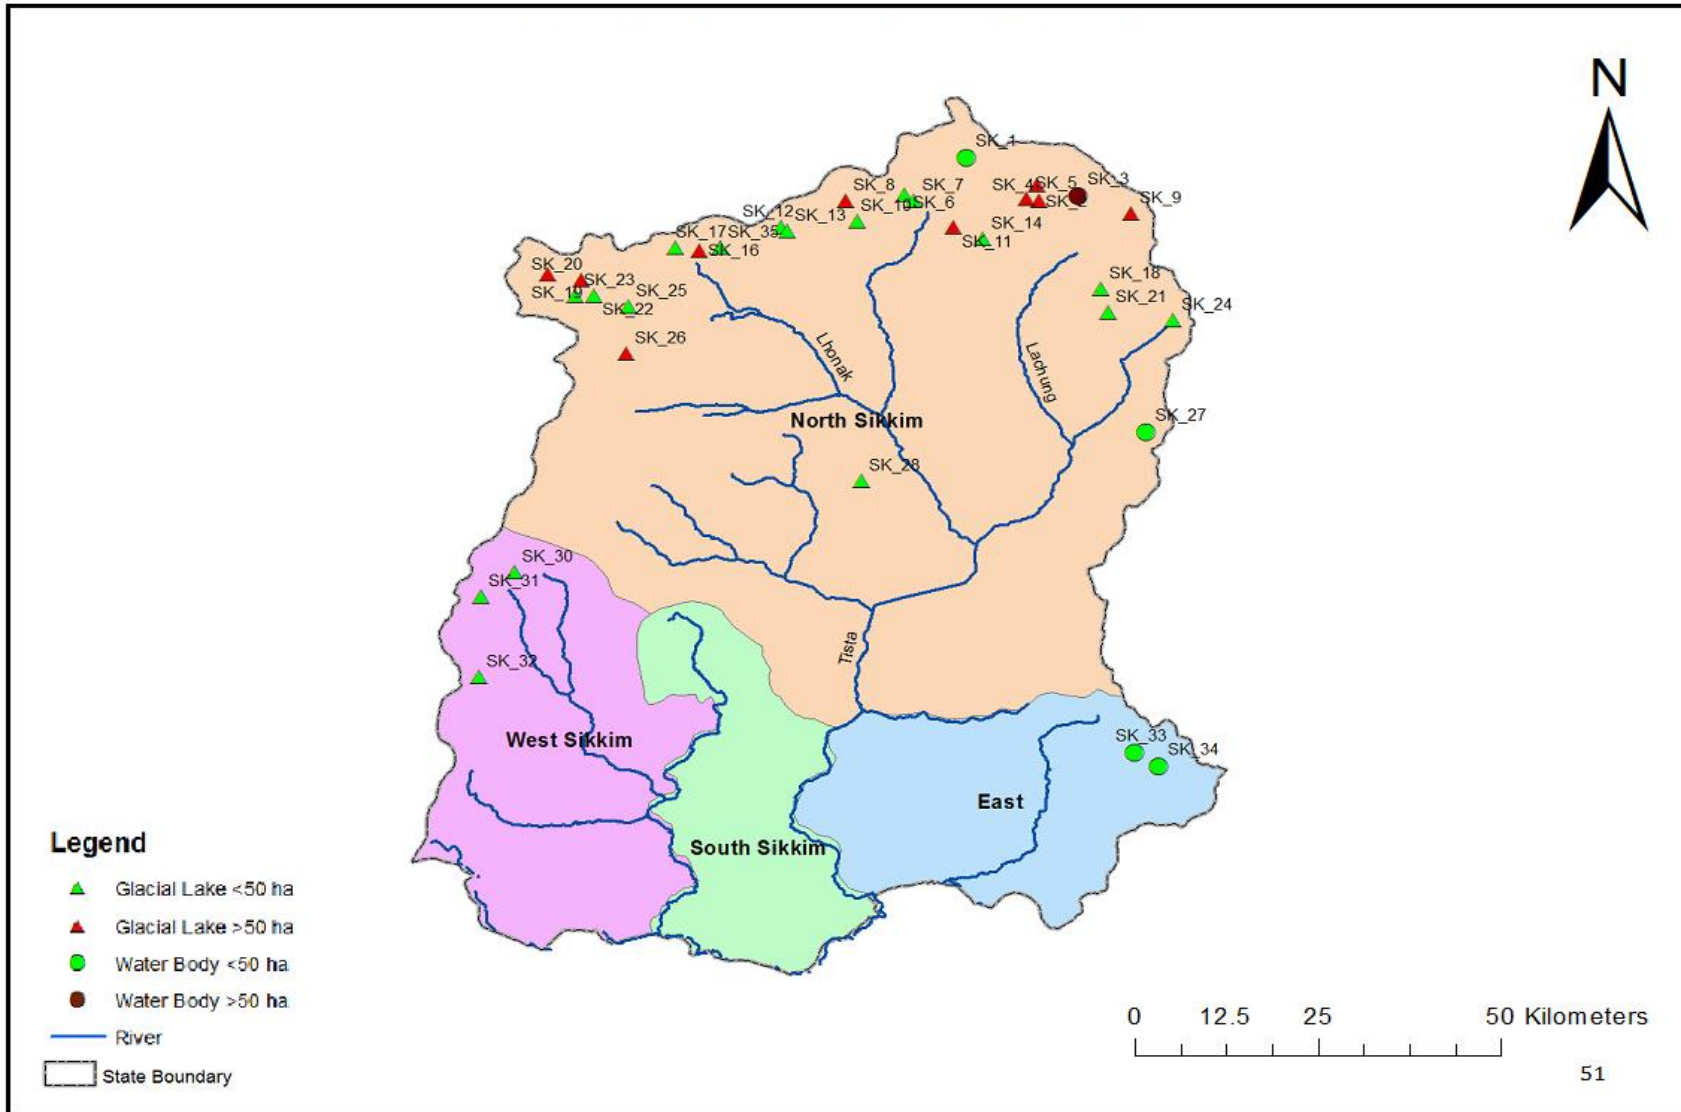 N
SK_1
SK_8
SK_7
SK_4
SK_5
SK_3
SK_10
SK_6
SK_2
SK_9
SK_12
SK_13
SK_14
SK_17
SK_35
SK_11
SK_16
SK_20
SK_23
SK_18
SK_19
SK_25
SK_21
SK_22
SK_24
SK_26
Lhonak
Lachung
North Sikkim
SK_27
SK_28
SK_30
SK_31
Tista
SK_32
West Sikkim
SK_33
SK_34
East
South Sikkim
Legend
Glacial Lake <50 ha
Glacial Lake >50 ha
Water Body <50 ha
Water Body >50 ha
River
State Boundary
0 12.5 25 50 Kilometers
51